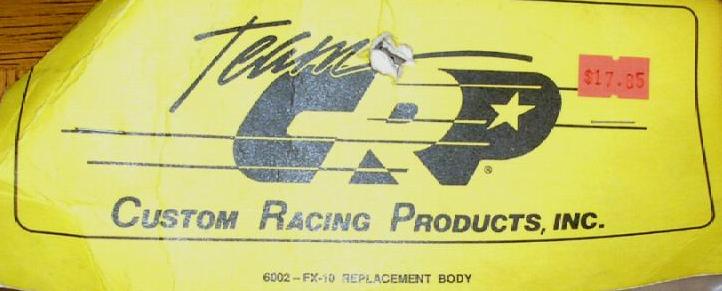 Team
CRP
$17.85
®
CUSTOM RACING PRODUCTS, INC.
6002-FX-10 REPLACEMENT BODY